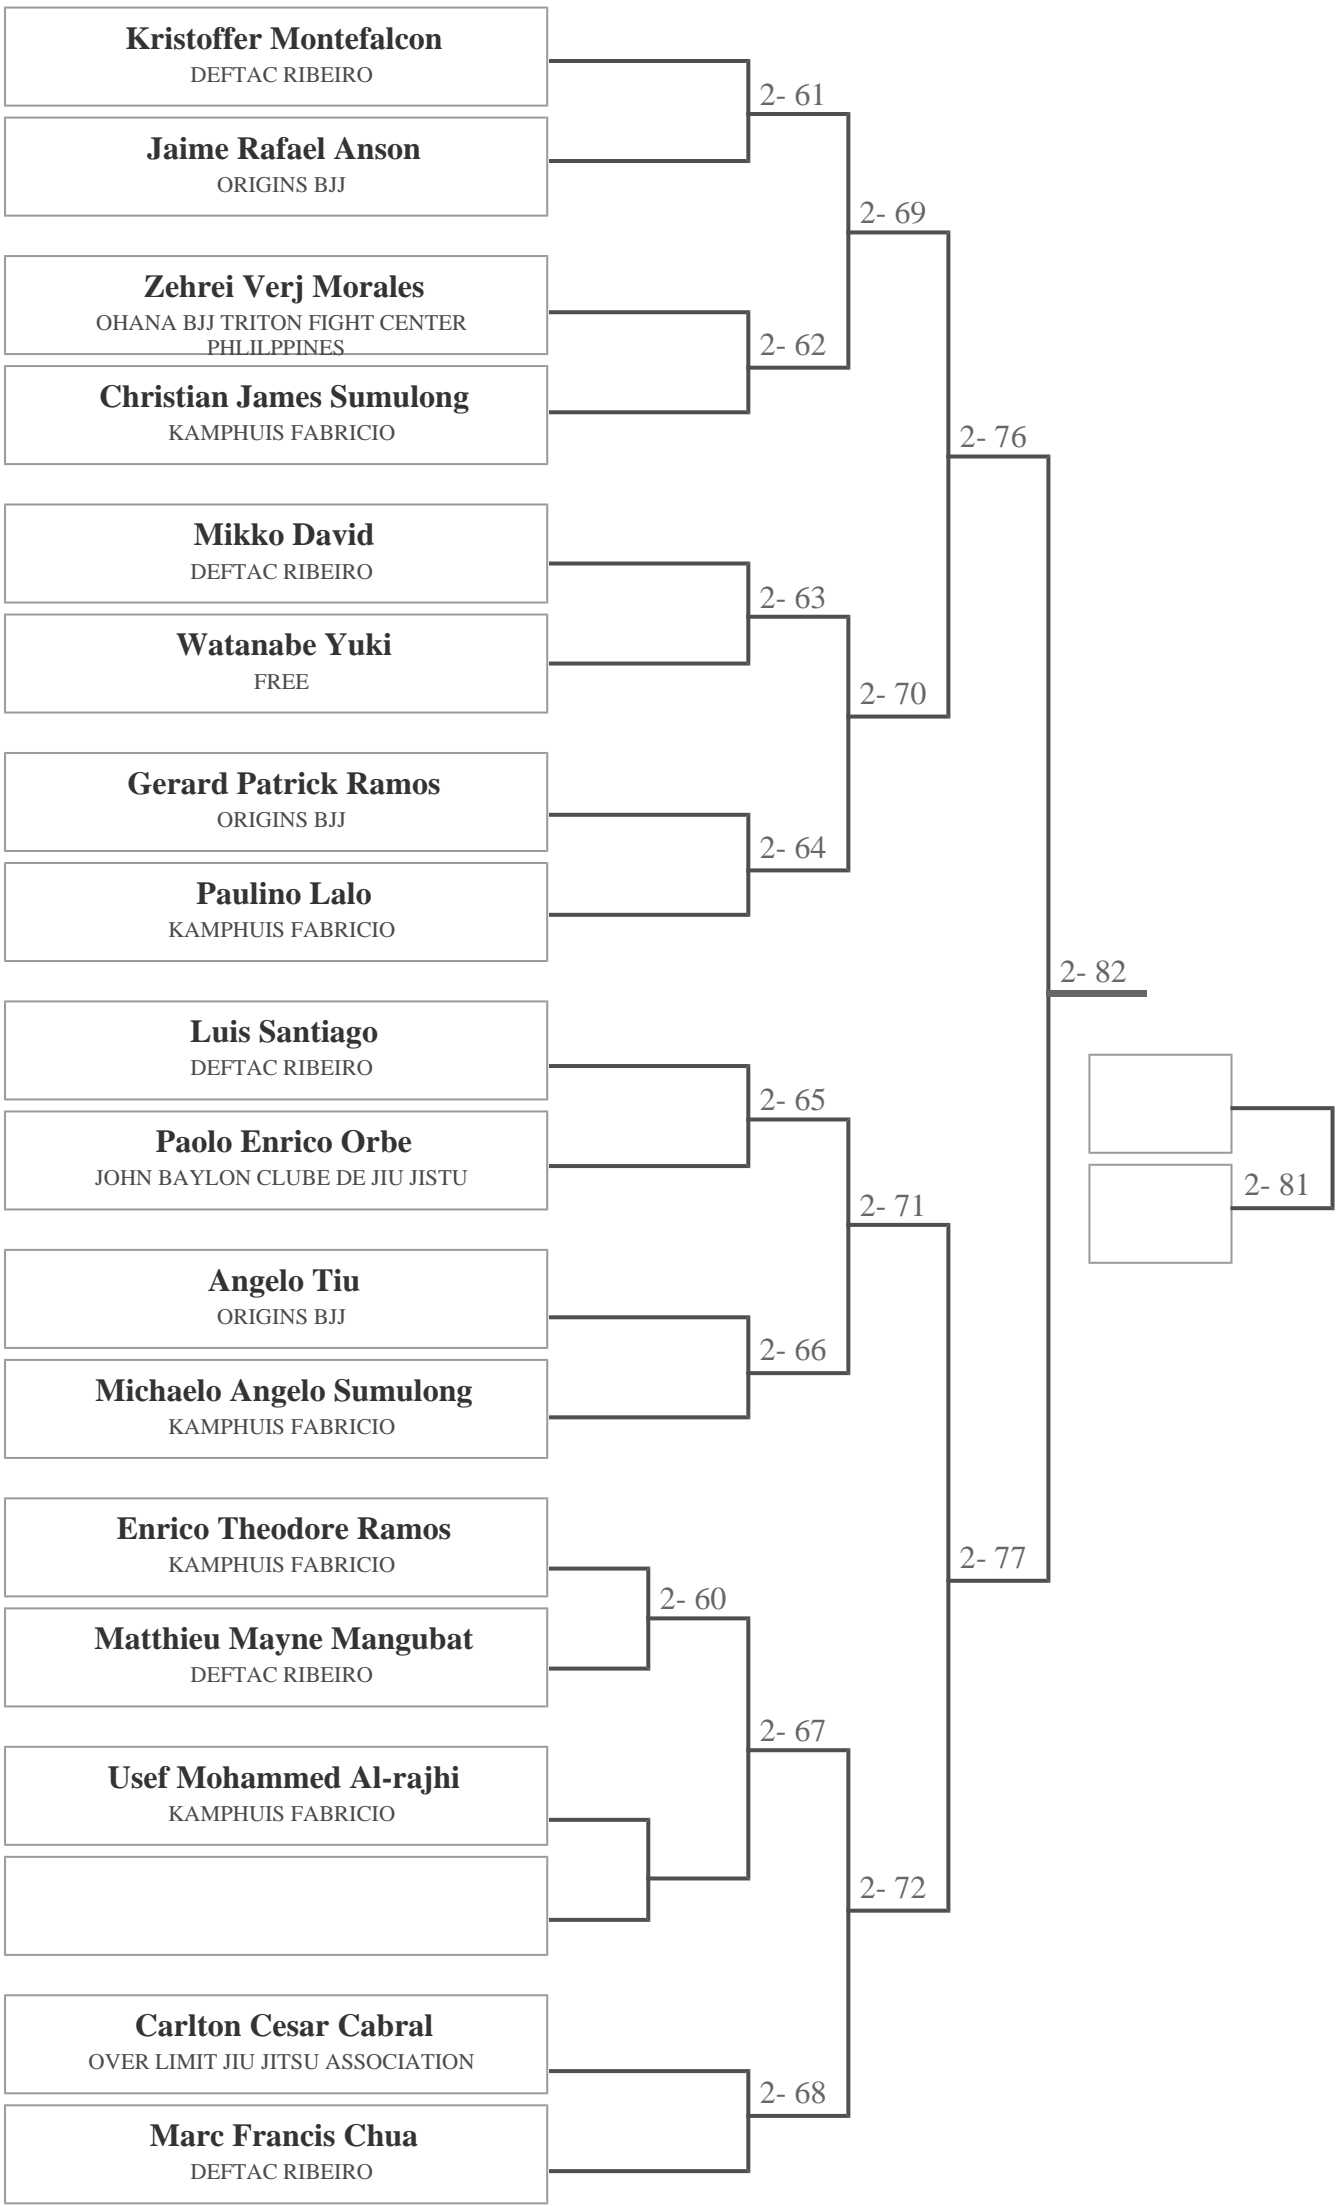 Kristoffer Montefalcon
DEFTAC RIBEIRO
2- 61
Jaime Rafael Anson
ORIGINS BJJ
2- 69
Zehrei Verj Morales
OHANA BJJ TRITON FIGHT CENTER
PHLILPPINES
2- 62
Christian James Sumulong
KAMPHUIS FABRICIO
2- 76
Mikko David
DEFTAC RIBEIRO
2- 63
Watanabe Yuki
FREE
2- 70
Gerard Patrick Ramos
ORIGINS BJJ
2- 64
Paulino Lalo
KAMPHUIS FABRICIO
2- 82
Luis Santiago
DEFTAC RIBEIRO
2- 65
Paolo Enrico Orbe
JOHN BAYLON CLUBE DE JIU JISTU
2- 81
2- 71
Angelo Tiu
ORIGINS BJJ
2- 66
Michaelo Angelo Sumulong
KAMPHUIS FABRICIO
Enrico Theodore Ramos
KAMPHUIS FABRICIO
2- 77
2- 60
Matthieu Mayne Mangubat
DEFTAC RIBEIRO
2- 67
Usef Mohammed Al-rajhi
KAMPHUIS FABRICIO
2- 72
Carlton Cesar Cabral
OVER LIMIT JIU JITSU ASSOCIATION
2- 68
Marc Francis Chua
DEFTAC RIBEIRO